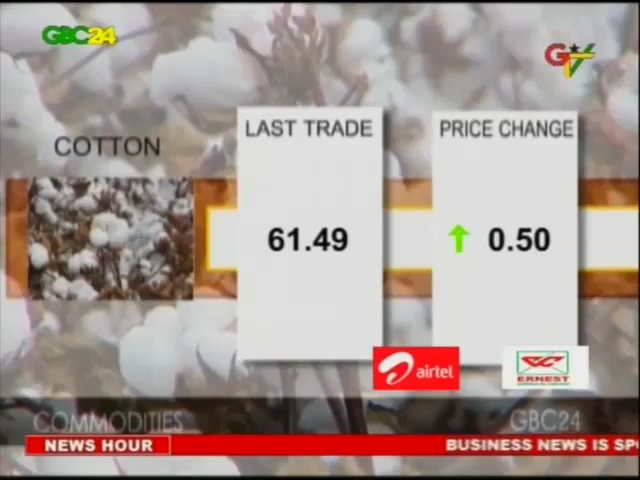 GBC24
GTV
COTTON
LAST TRADE
PRICE CHANGE
61.49
0.50
airtel
ERNEST
COMMODITIES
GBC24
NEWS HOUR
BUSINESS NEWS IS SPO